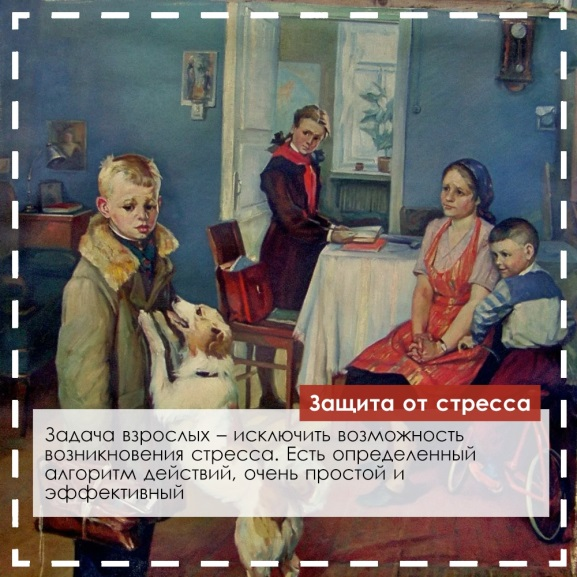 Защита от стресса
Задача взрослых – исключить возможность
возникновения стресса. Есть определенный
алгоритм действий, очень простой и
эффективный